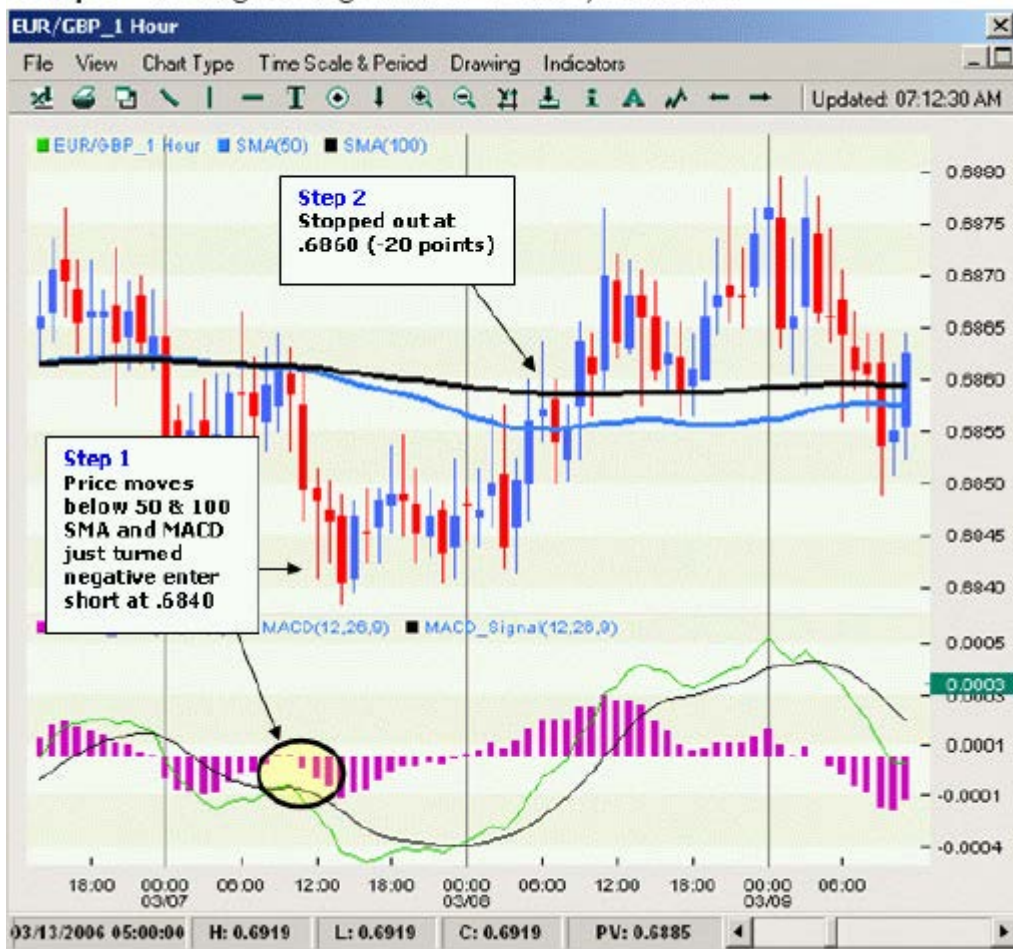 EUR/GBP_1 Hour
File View Chart Type Time Scale & Period Drawing Indicators
Updated: 07:12:30 AM
EUR/GBP_1 Hour SMA(50) SMA(100)
Step 2
Stopped out at
.6860 (-20 points)
0.6880
0.6875
0.6870
0.6865
0.6860
0.6855
0.6850
0.6845
0.6840
Step 1
Price moves
below 50 & 100
SMA and MACD
just turned
negative enter
short at .6840
MACD(12,26,9) MACD_Signal(12,26,9)
0.0005
0.0003
0.0003
0.0001
-0.0001
-0.0004
18:00 00:00 06:00 12:00 18:00 00:00 06:00 12:00 18:00 00:00 06:00
03/07 03/08 03/09
03/13/2006 05:00:00 H: 0.6919 L: 0.6919 C: 0.6919 PV: 0.6885